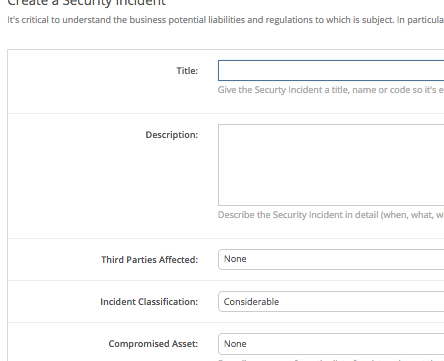 Create a Security Incident
It's critical to understand the business potential liabilities and regulations to which is subject. In particula
Title:
Give the Securty Incident a title, name or code so it's e
Description:
Describe the Security Incident in detail (when, what, w
Third Parties Affected:
None
Incident Classification:
Considerable
Compromised Asset:
None